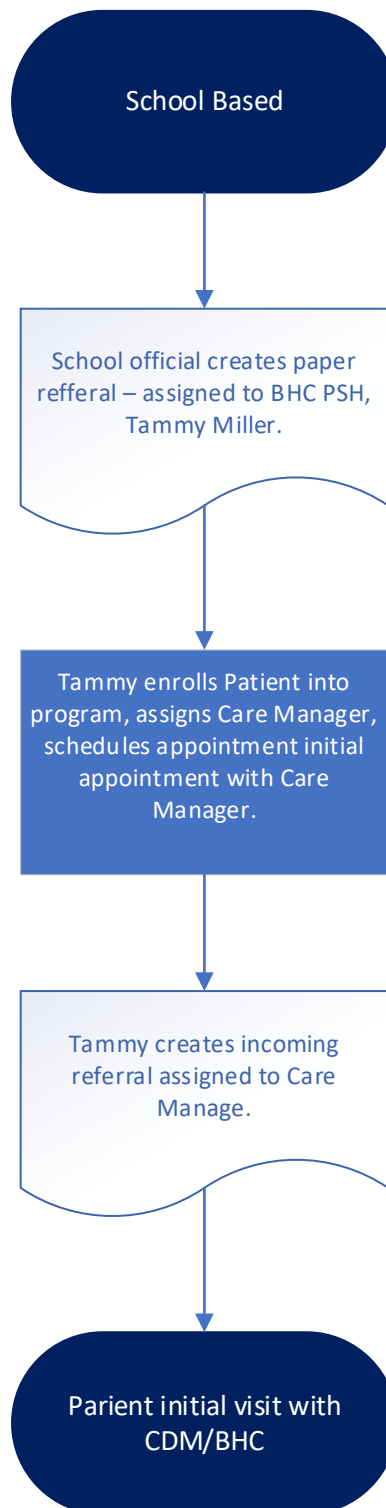 School Based
School official creates paper
refferal – assigned to BHC PSH,
Tammy Miller.
Tammy enrolls Patient into
program, assigns Care Manager,
schedules appointment initial
appointment with Care
Manager.
Tammy creates incoming
referral assigned to Care
Manage.
Parient initial visit with
CDM/BHC